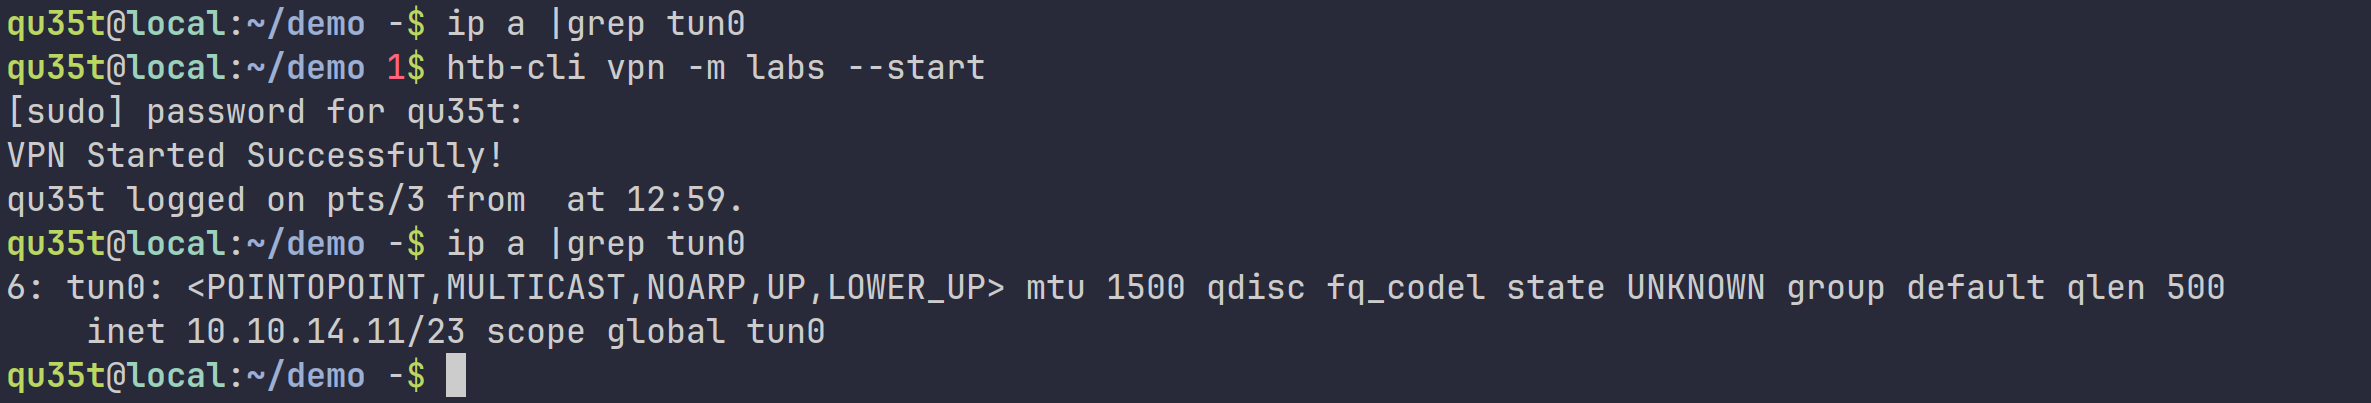 qu35t@local:~/demo -$ ip a |grep tun0
qu35t@local:~/demo 1$ htb-cli vpn -m labs --start
[sudo] password for qu35t:
VPN Started Successfully!
qu35t logged on pts/3 from  at 12:59.
qu35t@local:~/demo -$ ip a |grep tun0
6: tun0: <POINTOPOINT,MULTICAST,NOARP,UP,LOWER_UP> mtu 1500 qdisc fq_codel state UNKNOWN group default qlen 500
    inet 10.10.14.11/23 scope global tun0
qu35t@local:~/demo -$